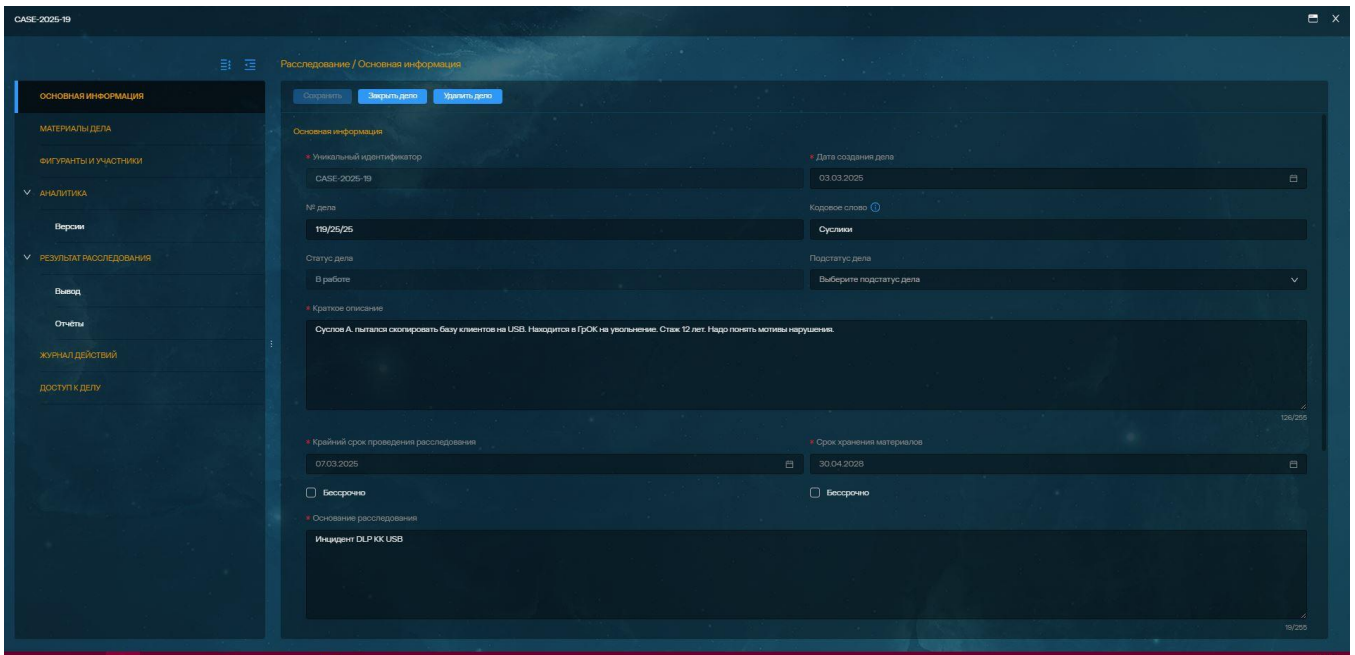 CASE-2025-19
X
Расследование / Основная информация
ОСНОВНАЯ ИНФОРМАЦИЯ
МАТЕРИАЛЫ ДЕЛА
ФИГУРАНТЫ И УЧАСТНИКИ
АНАЛИТИКА
Версии
РЕЗУЛЬТАТ РАССЛЕДОВАНИЯ
Вывод
Отчёты
ЖУРНАЛ ДЕЙСТВИЙ
ДОСТУП К ДЕЛУ
Сохранить Закрыть дело Удалить дело
Основная информация
* Уникальный идентификатор
CASE-2025-19
* Дата создания дела
03.03.2025
№ дела
119/25/25
Кодовое слово
Суслики
Статус дела
В работе
Подстатус дела
Выберите подстатус дела
* Краткое описание
Суслов А. пытался скопировать базу клиентов на USB. Находится в ГрОК на увольнение. Стаж 12 лет. Надо понять мотивы нарушения.
126/255
* Крайний срок проведения расследования
07.03.2025
Бессрочно
* Срок хранения материалов
30.04.2028
Бессрочно
* Основание расследования
Инцидент DLP КК USB
19/255